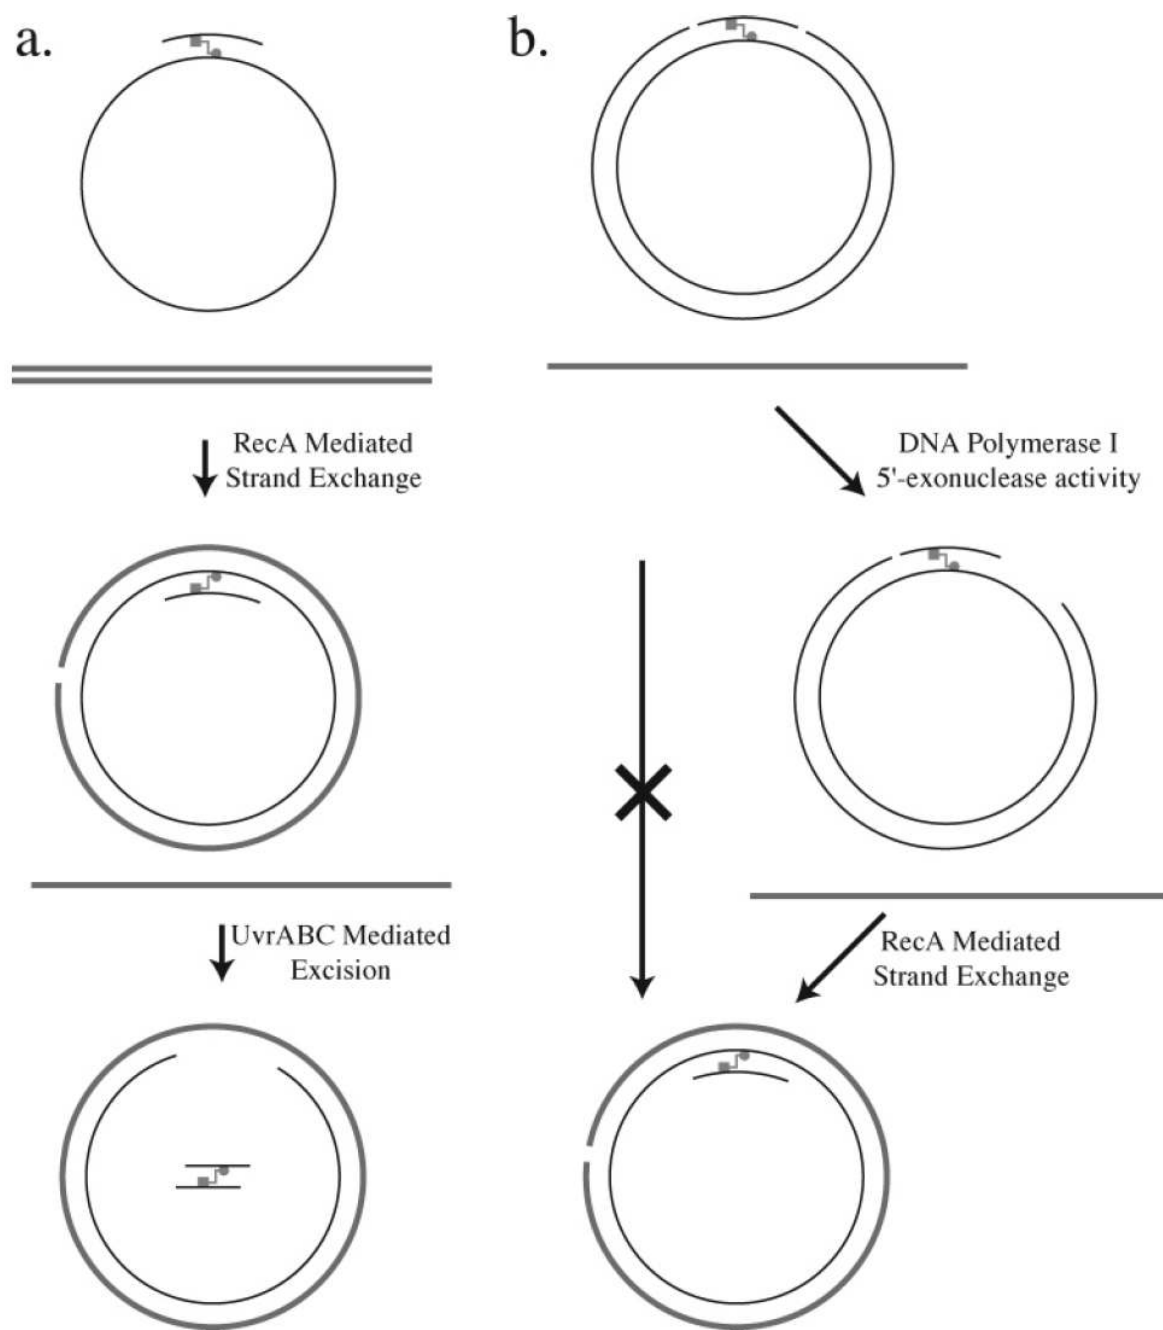 a.
RecA Mediated
Strand Exchange
UvrABC Mediated
Excision
b.
DNA Polymerase I
5'-exonuclease activity
RecA Mediated
Strand Exchange